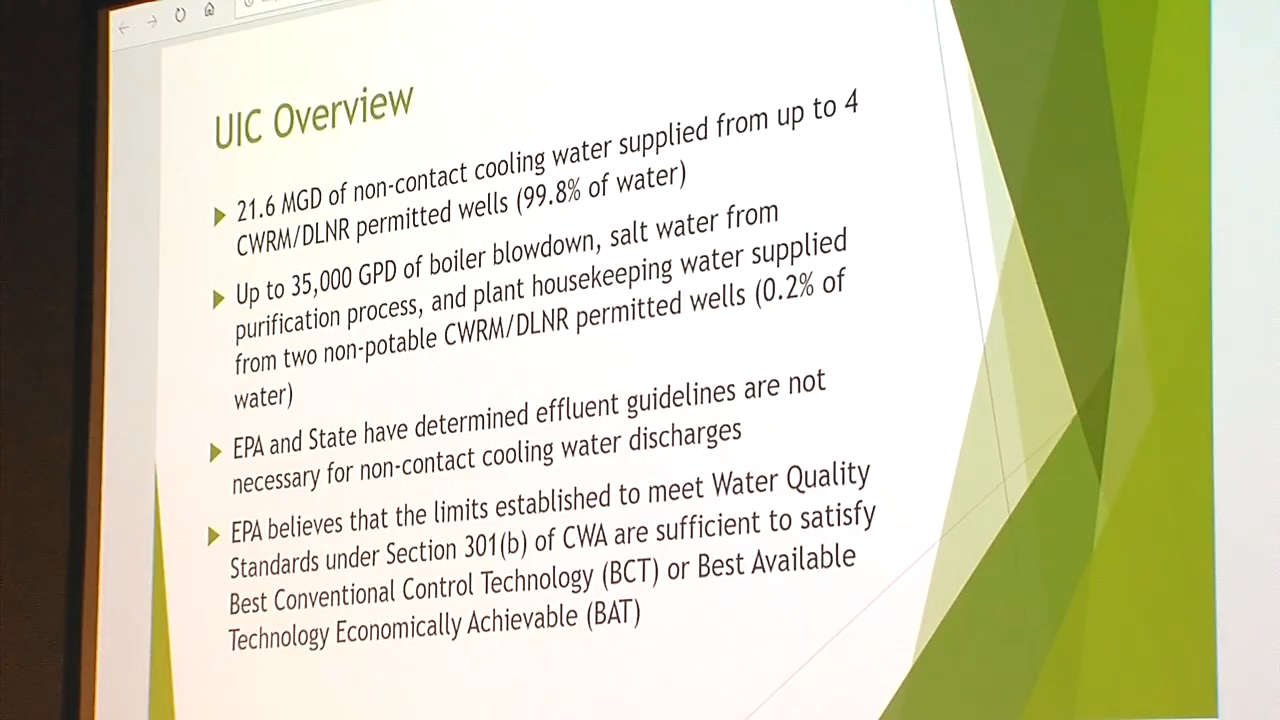 UIC Overview
21.6 MGD of non-contact cooling water supplied from up to 4
CWRM/DLNR permitted wells (99.8% of water)
Up to 35,000 GPD of boiler blowdown, salt water from
purification process, and plant housekeeping water supplied
from two non-potable CWRM/DLNR permitted wells (0.2% of
water)
EPA and State have determined effluent guidelines are not
necessary for non-contact cooling water discharges
EPA believes that the limits established to meet Water Quality
Standards under Section 301(b) of CWA are sufficient to satisfy
Best Conventional Control Technology (BCT) or Best Available
Technology Economically Achievable (BAT)